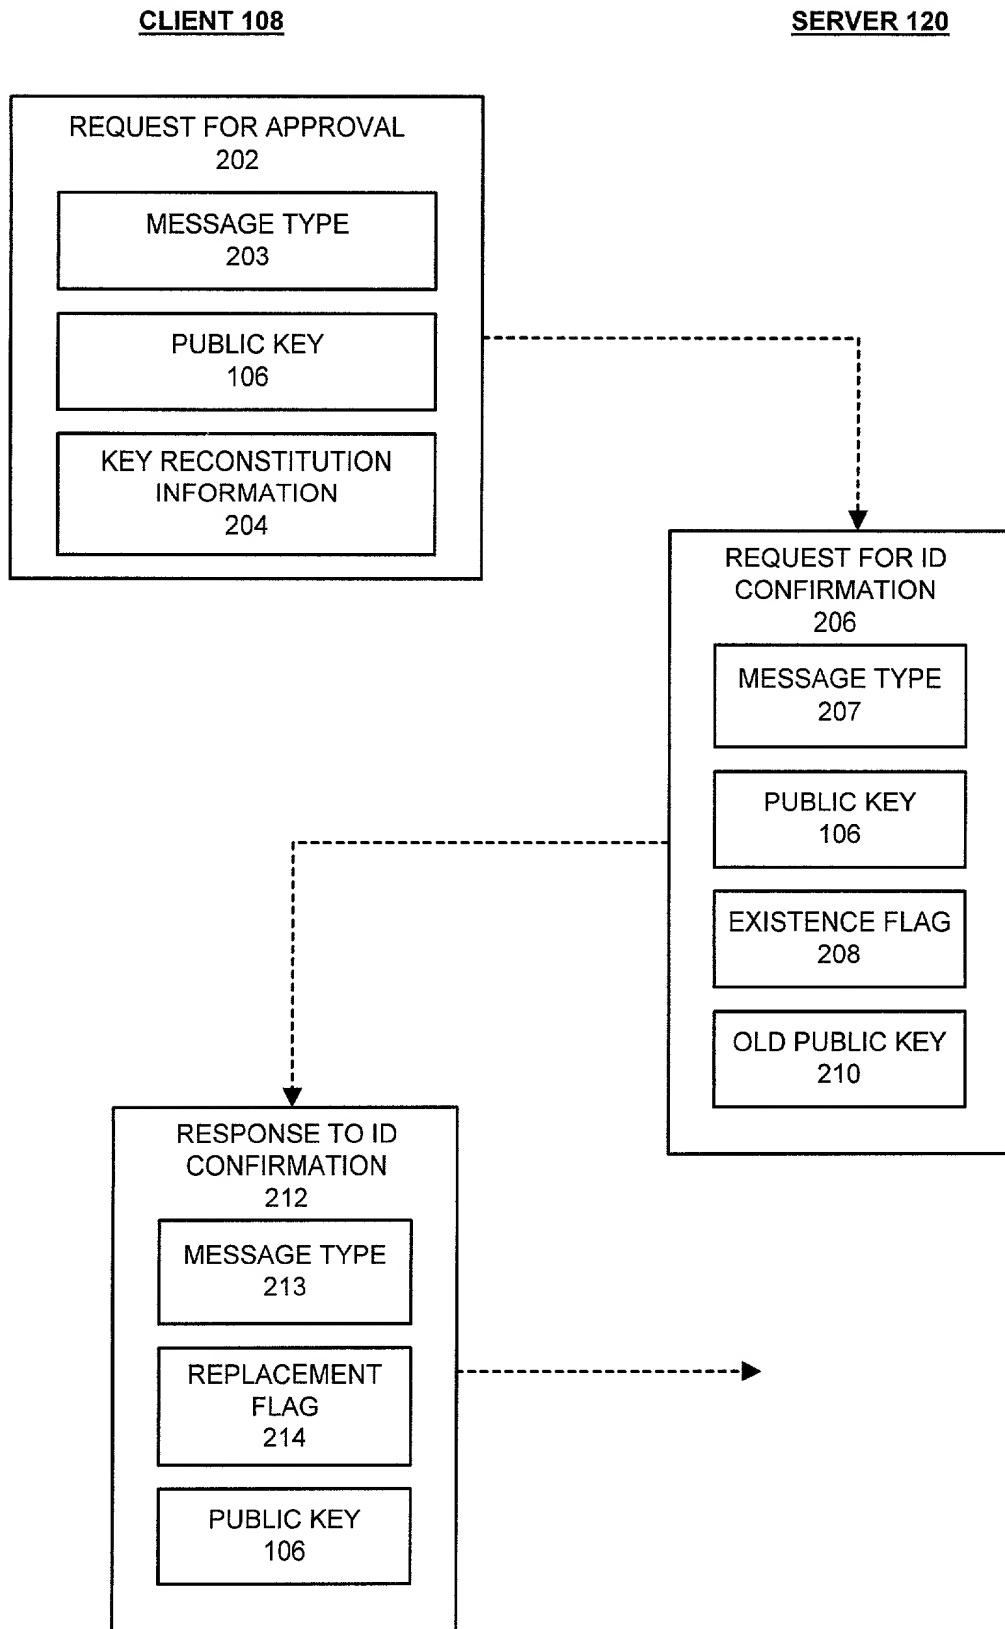 CLIENT 108
SERVER 120
REQUEST FOR APPROVAL
202
MESSAGE TYPE
203
PUBLIC KEY
106
KEY RECONSTITUTION
INFORMATION
204
REQUEST FOR ID
CONFIRMATION
206
MESSAGE TYPE
207
PUBLIC KEY
106
EXISTENCE FLAG
208
OLD PUBLIC KEY
210
RESPONSE TO ID
CONFIRMATION
212
MESSAGE TYPE
213
REPLACEMENT
FLAG
214
PUBLIC KEY
106